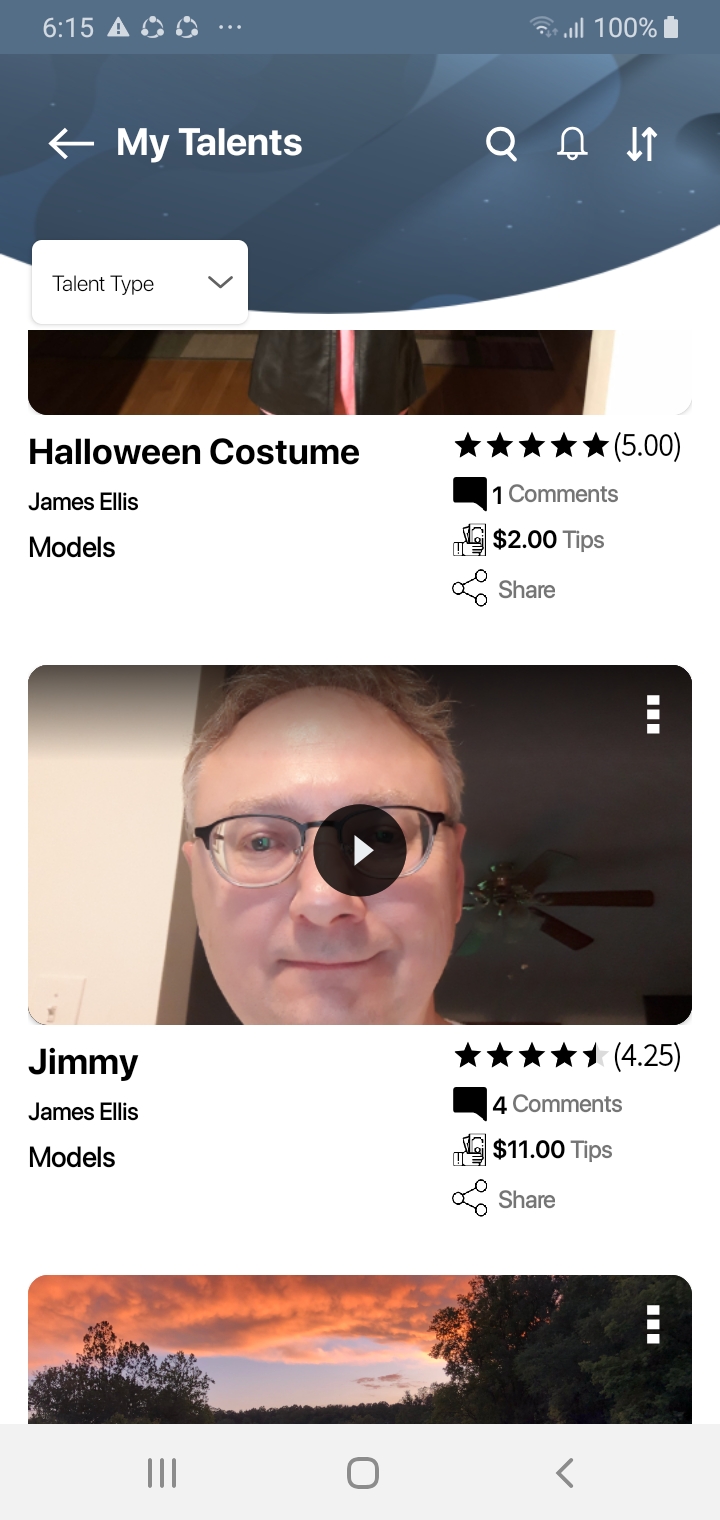 6:15
100%
My Talents
Talent Type
Halloween Costume
(5.00)
James Ellis
1 Comments
Models
$2.00 Tips
Share
Jimmy
(4.25)
James Ellis
4 Comments
Models
$11.00 Tips
Share